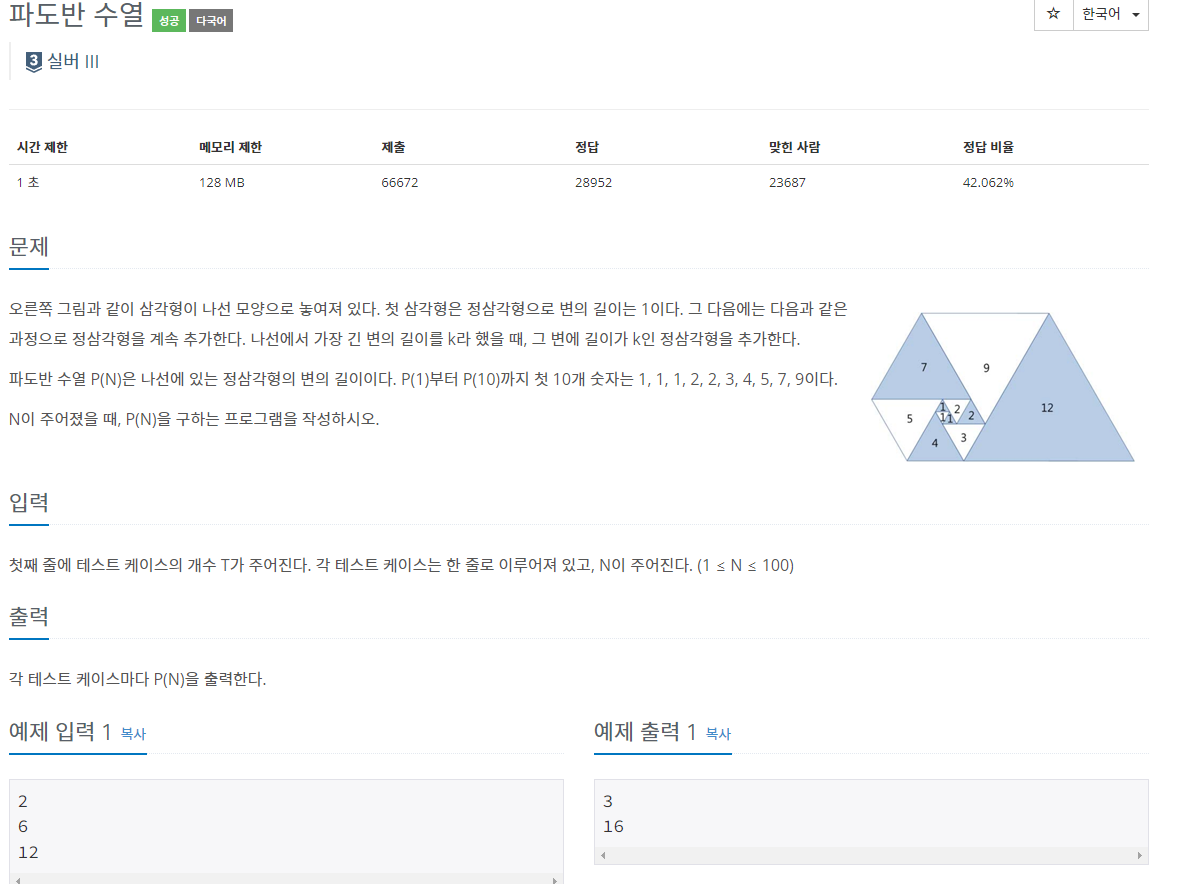 파도반 수열 성공 다국어
☆ 한국어
3 실버 III
시간 제한 메모리 제한 제출 정답 맞힌 사람 정답 비율
1 초 128 MB 66672 28952 23687 42.062%
문제
오른쪽 그림과 같이 삼각형이 나선 모양으로 놓여져 있다. 첫 삼각형은 정삼각형으로 변의 길이는 1이다. 그 다음에는 다음과 같은
과정으로 정삼각형을 계속 추가한다. 나선에서 가장 긴 변의 길이를 k라 했을 때, 그 변에 길이가 k인 정삼각형을 추가한다.
파도반 수열 P(N)은 나선에 있는 정삼각형의 변의 길이이다. P(1)부터 P(10)까지 첫 10개 숫자는 1, 1, 1, 2, 2, 3, 4, 5, 7, 9이다.
N이 주어졌을 때, P(N)을 구하는 프로그램을 작성하시오.
7 9
12
1 2
5 1 1 2
4 3
입력
첫째 줄에 테스트 케이스의 개수 T가 주어진다. 각 테스트 케이스는 한 줄로 이루어져 있고, N이 주어진다. (1 ≤ N ≤ 100)
출력
각 테스트 케이스마다 P(N)을 출력한다.
예제 입력 1 복사
2
6
12
예제 출력 1 복사
3
16